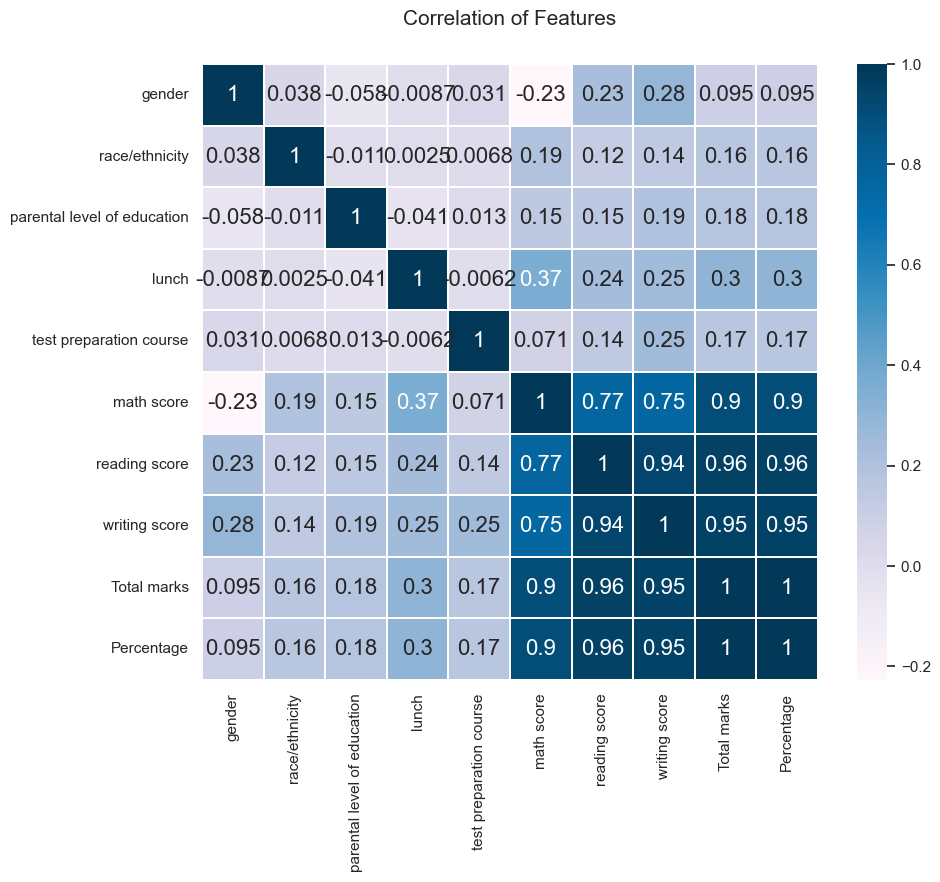 Correlation of Features
gender 1 0.038 -0.058 -0.0087 0.031 -0.23 0.23 0.28 0.095 0.095
race/ethnicity 0.038 1 -0.011 0.0025 0.0068 0.19 0.12 0.14 0.16 0.16
parental level of education -0.058 -0.011 1 -0.041 0.013 0.15 0.15 0.19 0.18 0.18
lunch -0.0087 0.0025 -0.041 1 -0.0062 0.37 0.24 0.25 0.3 0.3
test preparation course 0.031 0.0068 0.013 -0.0062 1 0.071 0.14 0.25 0.17 0.17
math score -0.23 0.19 0.15 0.37 0.071 1 0.77 0.75 0.9 0.9
reading score 0.23 0.12 0.15 0.24 0.14 0.77 1 0.94 0.96 0.96
writing score 0.28 0.14 0.19 0.25 0.25 0.75 0.94 1 0.95 0.95
Total marks 0.095 0.16 0.18 0.3 0.17 0.9 0.96 0.95 1 1
Percentage 0.095 0.16 0.18 0.3 0.17 0.9 0.96 0.95 1 1
gender
race/ethnicity
parental level of education
lunch
test preparation course
math score
reading score
writing score
Total marks
Percentage
1.0
0.8
0.6
0.4
0.2
0.0
−0.2